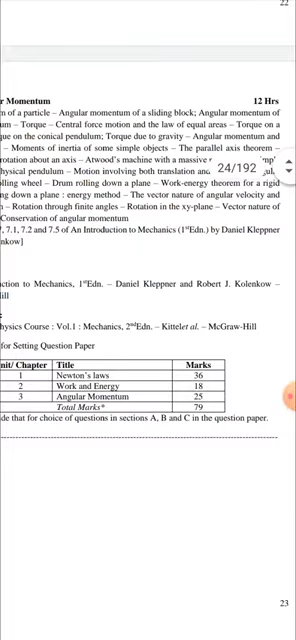 22
r Momentum 12 Hrs
n of a particle – Angular momentum of a sliding block; Angular momentum of
um – Torque – Central force motion and the law of equal areas – Torque on a
que on the conical pendulum; Torque due to gravity – Angular momentum and
– Moments of inertia of some simple objects – The parallel axis theorem –
rotation about an axis – Atwood's machine with a massive
hysical pendulum – Motion involving both translation and
olling wheel – Drum rolling down a plane – Work-energy theorem for a rigid
ng down a plane : energy method – The vector nature of angular velocity and
n – Rotation through finite angles – Rotation in the xy-plane – Vector nature of
Conservation of angular momentum
, 7.1, 7.2 and 7.5 of An Introduction to Mechanics (1stEdn.) by Daniel Kleppner
nkow]
24/192
ction to Mechanics, 1stEdn. – Daniel Kleppner and Robert J. Kolenkow –
ill
:
hysics Course : Vol.1 : Mechanics, 2ndEdn. – Kittelet al. – McGraw-Hill
for Setting Question Paper
nit/ Chapter Title Marks
1 Newton's laws 36
2 Work and Energy 18
3 Angular Momentum 25
Total Marks* 79
de that for choice of questions in sections A, B and C in the question paper.
23